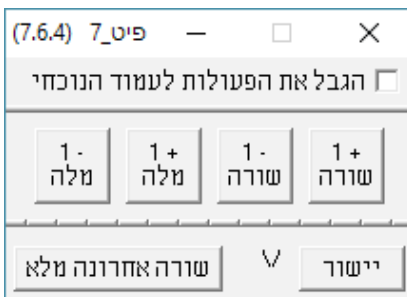 פיט_7 (7.6.4)
הגבל את הפעולות לעמוד הנוכחי
+ 1 שורה
- 1 שורה
+ 1 מלה
- 1 מלה
יישור
V
שורה אחרונה מלא